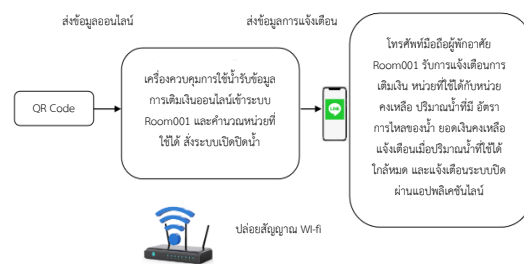 ส่งข้อมูลออนไลน์
ส่งข้อมูลการแจ้งเตือน
QR Code
เครื่องควบคุมการใช้น้ำรับข้อมูล
การเติมเงินออนไลน์เข้าระบบ
Room001 และคำนวณหน่วยที่
ใช้ได้ สั่งระบบเปิดปิดน้ำ
LINE
โทรศัพท์มือถือผู้พักอาศัย
Room001 รับการแจ้งเตือนการ
เติมเงิน หน่วยที่ใช้ได้กับหน่วย
คงเหลือ ปริมาณน้ำที่มี อัตรา
การไหลของน้ำ ยอดเงินคงเหลือ
แจ้งเตือนเมื่อปริมาณน้ำที่ใช้ได้
ใกล้หมด และแจ้งเตือนระบบปิด
ผ่านแอปพลิเคชันไลน์
ปล่อยสัญญาณ WI-fi